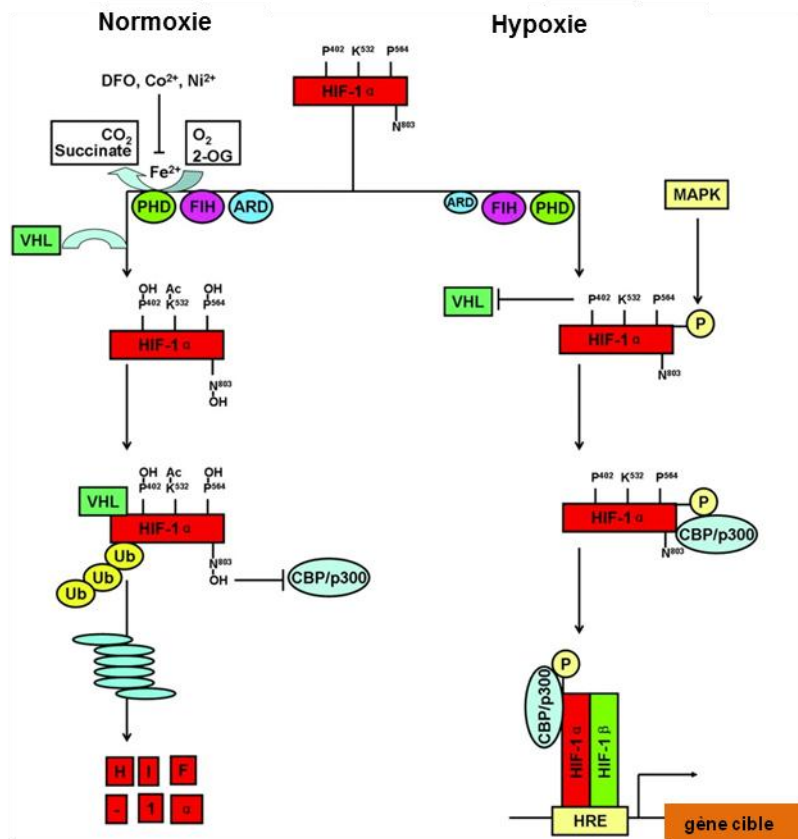 Normoxie
Hypoxie
P⁴⁰² K⁵³² P⁵⁶⁴
HIF-1 α
N⁸⁰³
DFO, Co²⁺, Ni²⁺
CO₂
Succinate
O₂
2-OG
Fe²⁺
PHD
FIH
ARD
ARD
FIH
PHD
MAPK
VHL
OH Ac OH
P⁴⁰² K⁵³² P⁵⁶⁴
HIF-1 α
N⁸⁰³
OH
VHL
P⁴⁰² K⁵³² P⁵⁶⁴
P
HIF-1 α
N⁸⁰³
OH Ac OH
P⁴⁰² K⁵³² P⁵⁶⁴
VHL
HIF-1 α
Ub
Ub
Ub
N⁸⁰³
OH
CBP/p300
P⁴⁰² K⁵³² P⁵⁶⁴
P
HIF-1 α
CBP/p300
N⁸⁰³
H I F
- 1 α
P
CBP/p300
HIF-1 α
HIF-1 β
HRE
gène cible